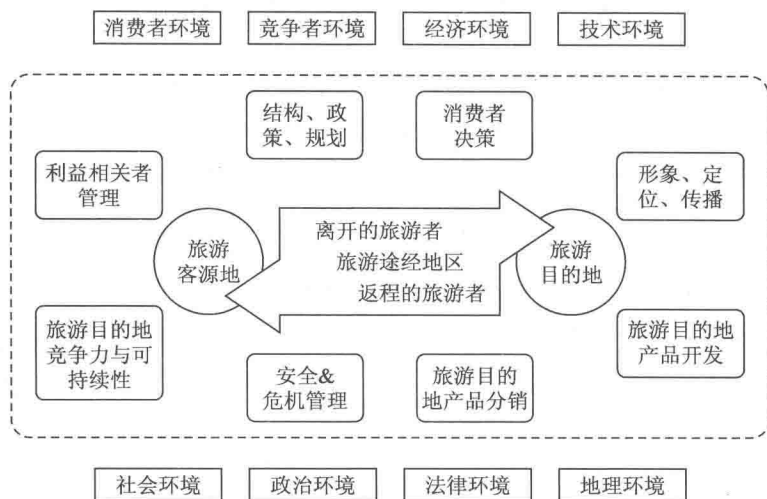 消费者环境
竞争者环境
经济环境
技术环境
结构、政
策、规划
消费者
决策
利益相关者
管理
形象、定
位、传播
旅游
客源地
离开的旅游者
旅游途经地区
返程的旅游者
旅游
目的地
旅游目的地
竞争力与可
持续性
安全&
危机管理
旅游目的
地产品分销
旅游目的地
产品开发
社会环境
政治环境
法律环境
地理环境